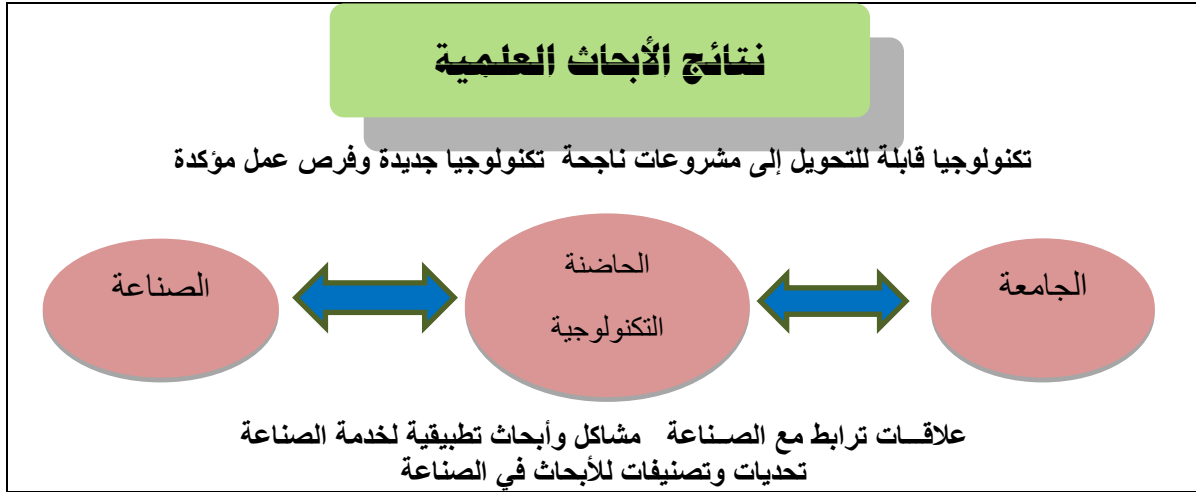 نتائج الأبحاث العلمية
تكنولوجيا قابلة للتحويل إلى مشروعات ناجحة تكنولوجيا جديدة وفرص عمل مؤكدة
الجامعة
الحاضنة
التكنولوجية
الصناعة
علاقـــات ترابط مع الصــناعة مشاكل وأبحاث تطبيقية لخدمة الصناعة
تحديات وتصنيفات للأبحاث في الصناعة